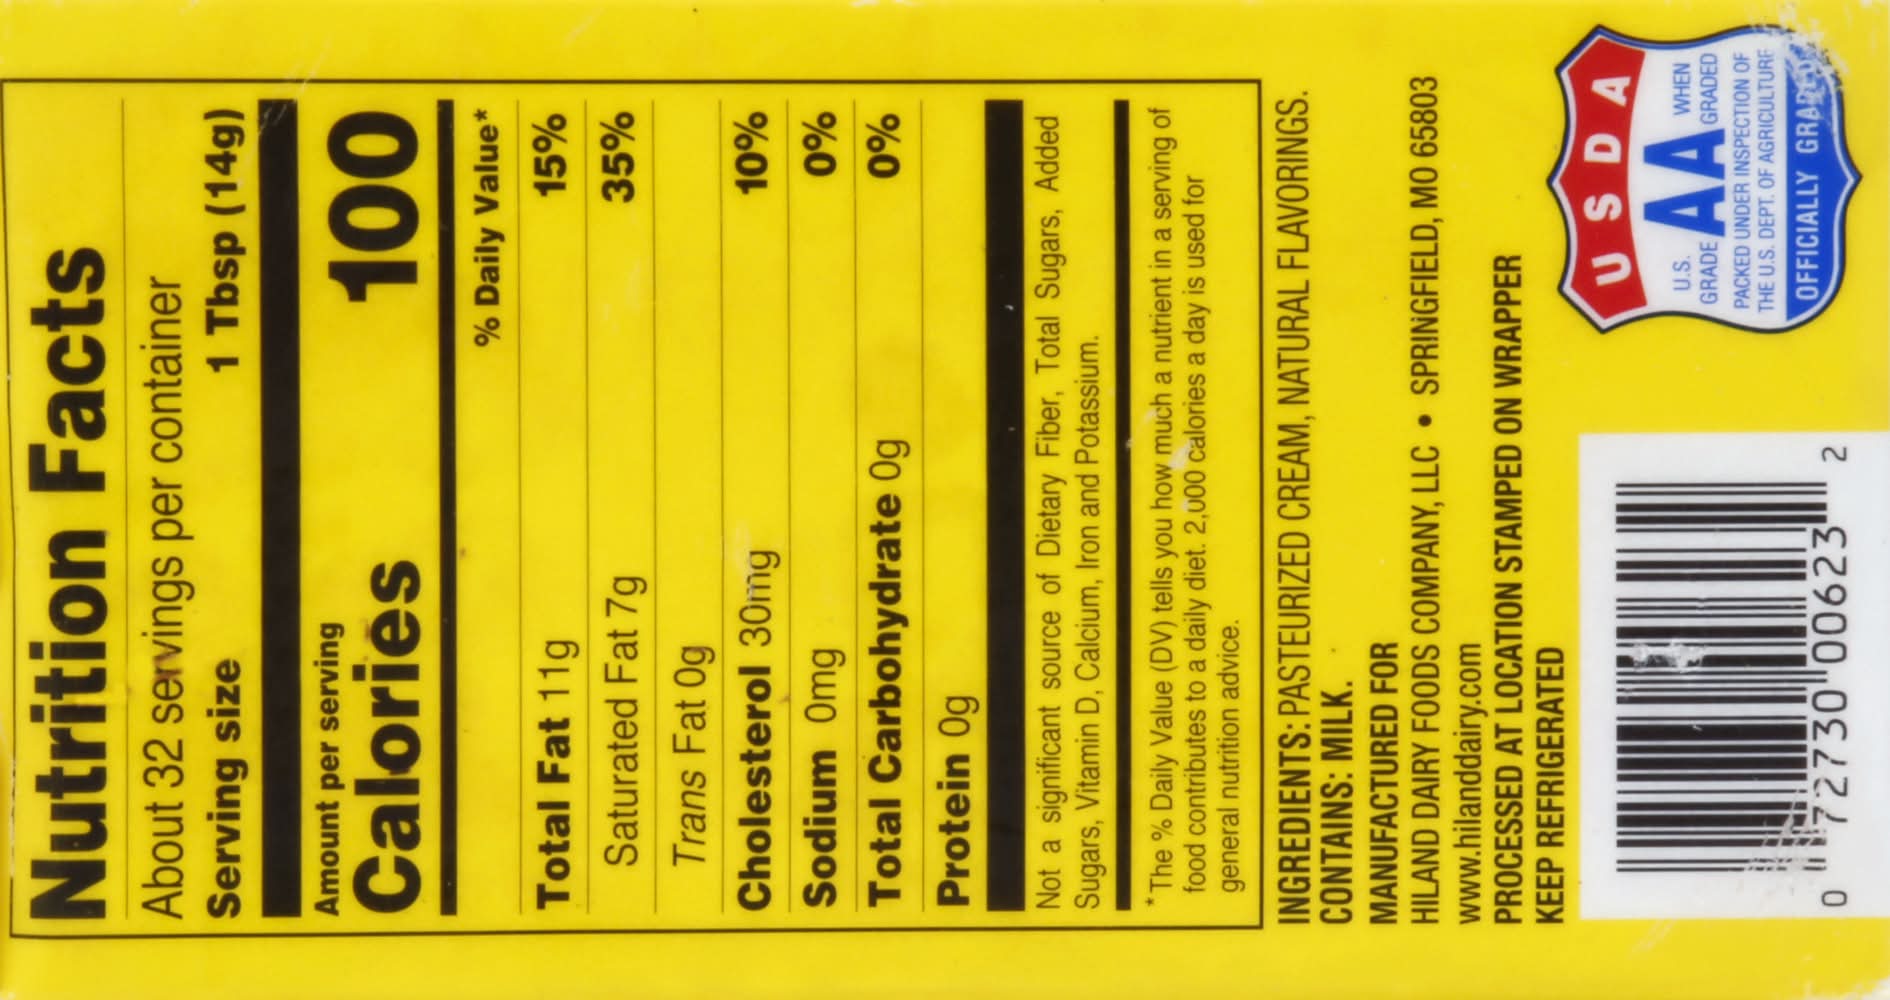 Nutrition Facts
About 32 servings per container
Serving size 1 Tbsp (14g)
Amount per serving
Calories 100
% Daily Value*
Total Fat 11g 15%
Saturated Fat 7g 35%
Trans Fat 0g
Cholesterol 30mg 10%
Sodium 0mg 0%
Total Carbohydrate 0g 0%
Protein 0g
Not a significant source of Dietary Fiber, Total Sugars, Added
Sugars, Vitamin D, Calcium, Iron and Potassium.
*The % Daily Value (DV) tells you how much a nutrient in a serving of
food contributes to a daily diet. 2,000 calories a day is used for
general nutrition advice.
INGREDIENTS: PASTEURIZED CREAM, NATURAL FLAVORINGS.
CONTAINS: MILK.
MANUFACTURED FOR
HILAND DAIRY FOODS COMPANY, LLC • SPRINGFIELD, MO 65803
www.hilanddairy.com
PROCESSED AT LOCATION STAMPED ON WRAPPER
KEEP REFRIGERATED
0 72730 00623 2
USDA
U.S. GRADE AA WHEN GRADED
PACKED UNDER INSPECTION OF
THE U.S. DEPT. OF AGRICULTURE
OFFICIALLY GRADED